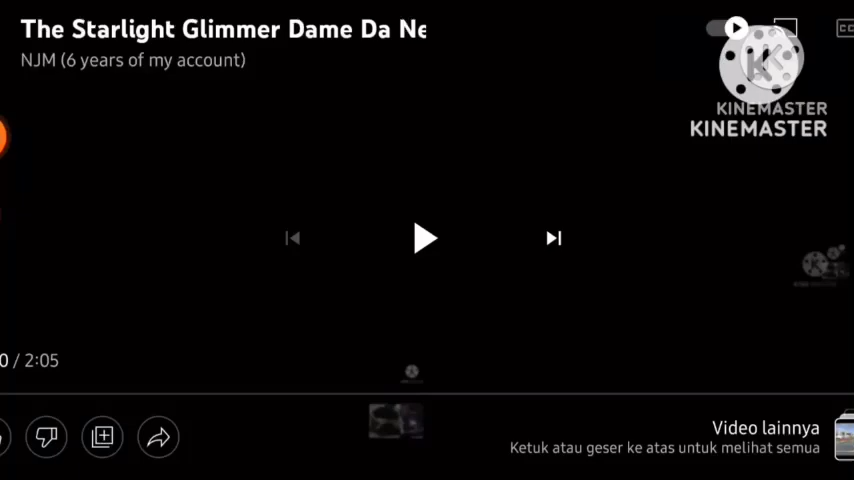 The Starlight Glimmer Dame Da Ne
NJM (6 years of my account)
KINEMASTER
KINEMASTER
0 / 2:05
Video lainnya
Ketuk atau geser ke atas untuk melihat semua